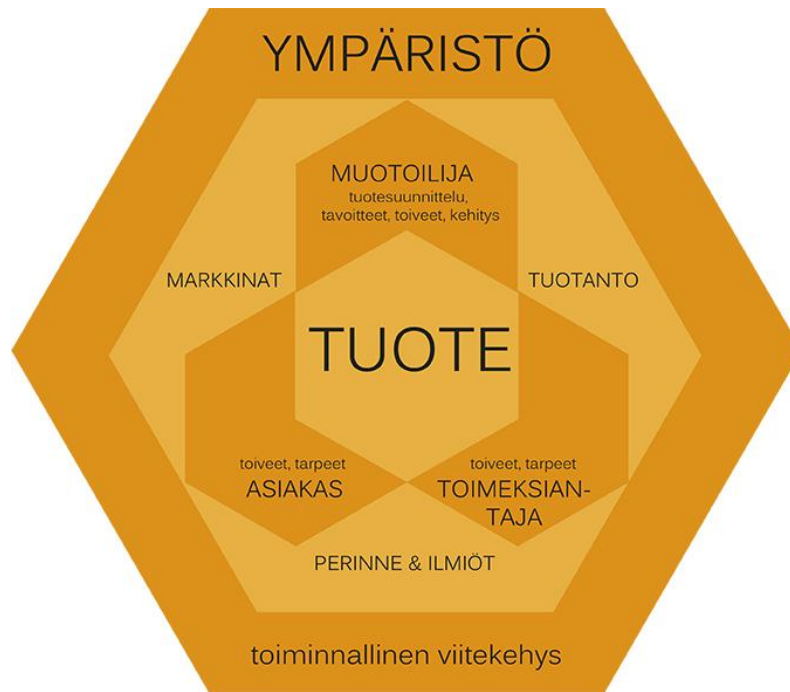 YMPÄRISTÖ
MUOTOILIJA
tuotesuunnittelu,
tavoitteet, toiveet, kehitys
MARKKINAT
TUOTANTO
TUOTE
toiveet, tarpeet
ASIAKAS
toiveet, tarpeet
TOIMEKSIAN-
TAJA
PERINNE & ILMIÖT
toiminnallinen viitekehys